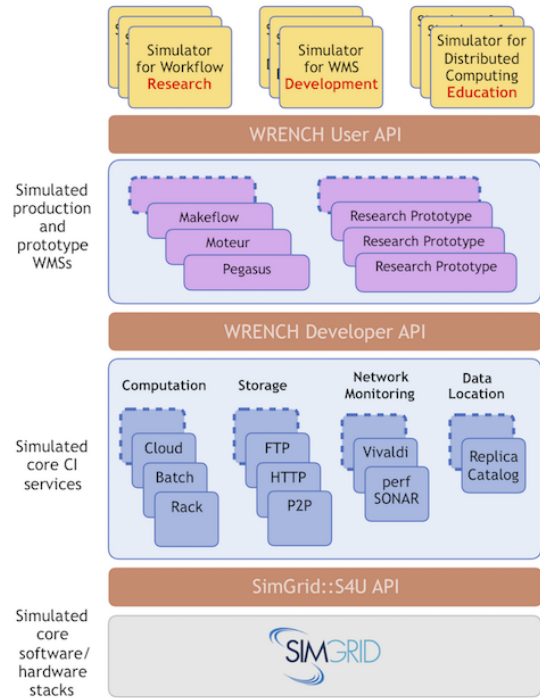 Simulator
for Workflow
Research
Simulator
for WMS
Development
Simulator for
Distributed
Computing
Education
WRENCH User API
Simulated
production
and
prototype
WMSs
Makeflow
Moteur
Pegasus
Research Prototype
Research Prototype
Research Prototype
WRENCH Developer API
Simulated
core CI
services
Computation
Cloud
Batch
Rack
Storage
FTP
HTTP
P2P
Network
Monitoring
Vivaldi
perf
SONAR
Data
Location
Replica
Catalog
SimGrid::S4U API
Simulated
core
software/
hardware
stacks
SIMGRID